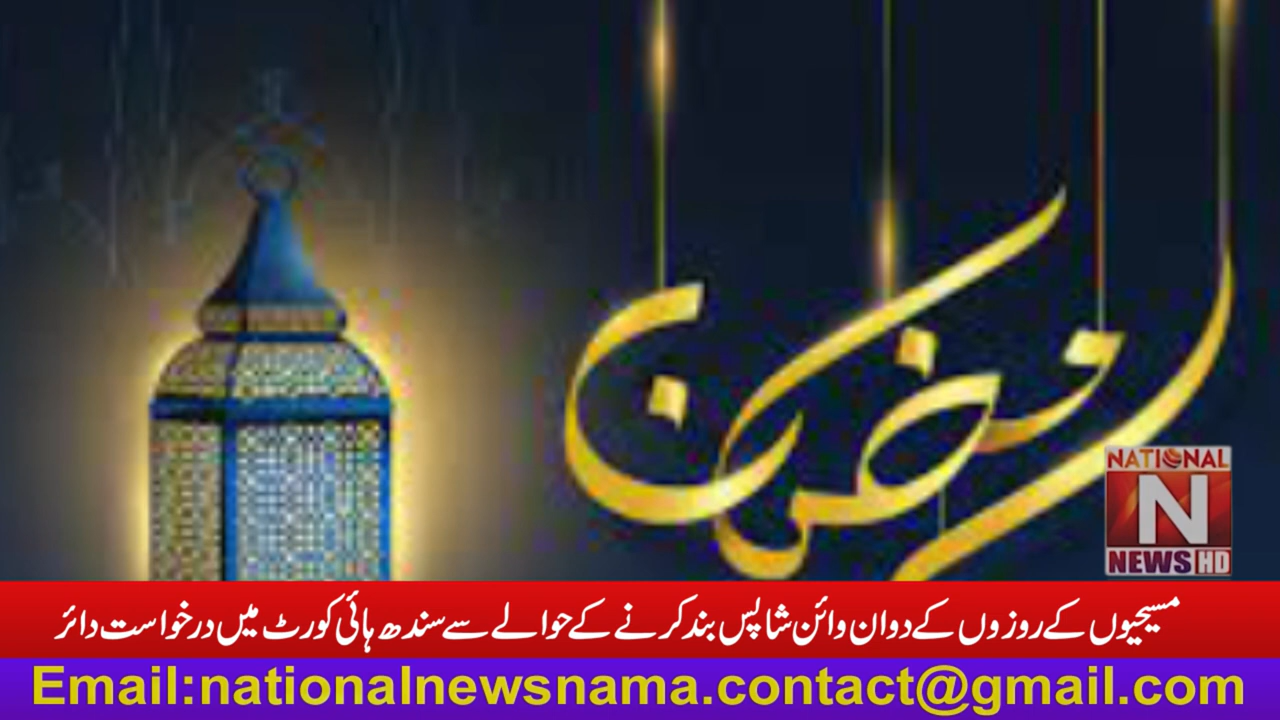 رمضان
NATIONAL
N
NEWS HD
مسیحیوں کے روزوں کے دوان وائن شاپس بند کرنے کے حوالے سے سندھ ہائی کورٹ میں درخواست دائر
Email:nationalnewsnama.contact@gmail.com